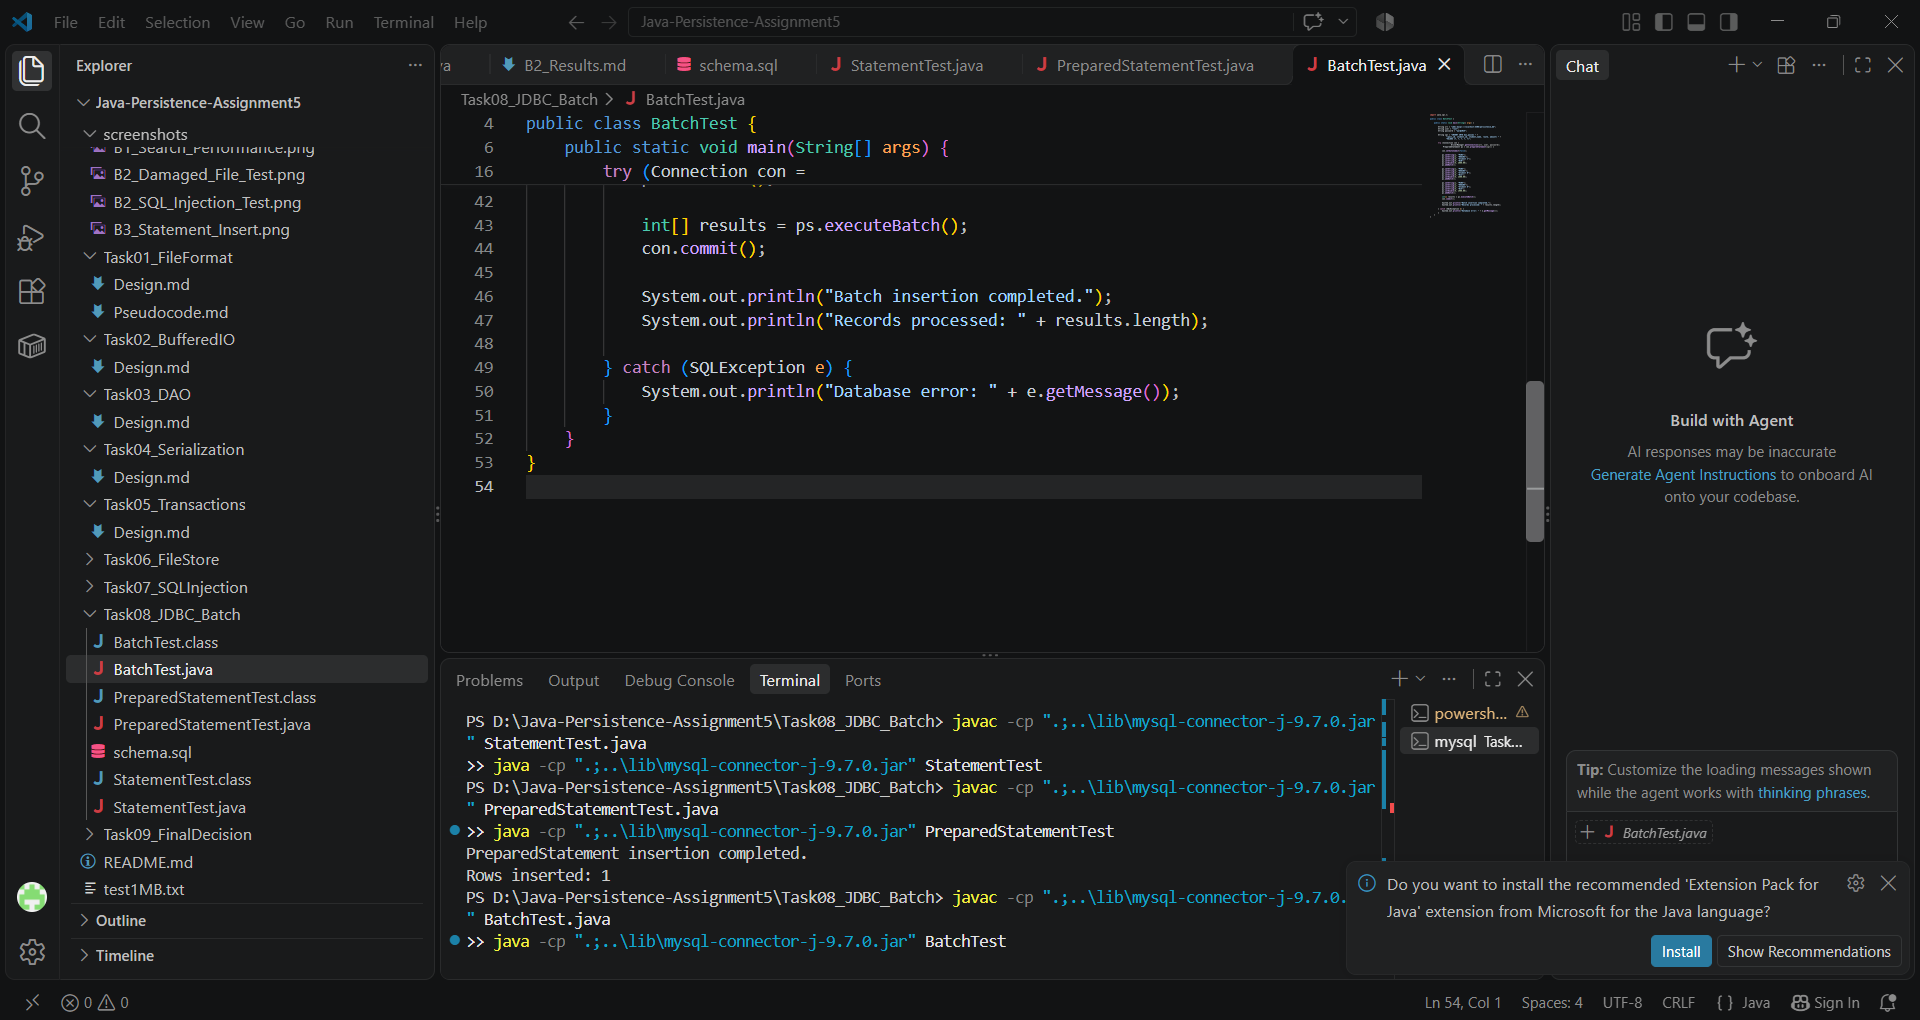 File Edit Selection View Go Run Terminal Help
Java-Persistence-Assignment5
Explorer
Java-Persistence-Assignment5
screenshots
B1_Search_Performance.png
B2_Damaged_File_Test.png
B2_SQL_Injection_Test.png
B3_Statement_Insert.png
Task01_FileFormat
Design.md
Pseudocode.md
Task02_BufferedIO
Design.md
Task03_DAO
Design.md
Task04_Serialization
Design.md
Task05_Transactions
Design.md
Task06_FileStore
Task07_SQLInjection
Task08_JDBC_Batch
BatchTest.class
BatchTest.java
PreparedStatementTest.class
PreparedStatementTest.java
schema.sql
StatementTest.class
StatementTest.java
Task09_FinalDecision
README.md
test1MB.txt
Outline
Timeline
va B2_Results.md schema.sql StatementTest.java PreparedStatementTest.java BatchTest.java
Task08_JDBC_Batch > BatchTest.java
4 public class BatchTest {
6 public static void main(String[] args) {
16 try (Connection con =
42
43 int[] results = ps.executeBatch();
44 con.commit();
45
46 System.out.println("Batch insertion completed.");
47 System.out.println("Records processed: " + results.length);
48
49 } catch (SQLException e) {
50 System.out.println("Database error: " + e.getMessage());
51 }
52 }
53 }
54
Problems Output Debug Console Terminal Ports
PS D:\Java-Persistence-Assignment5\Task08_JDBC_Batch> javac -cp ".;..\lib\mysql-connector-j-9.7.0.jar
" StatementTest.java
>> java -cp ".;..\lib\mysql-connector-j-9.7.0.jar" StatementTest
PS D:\Java-Persistence-Assignment5\Task08_JDBC_Batch> javac -cp ".;..\lib\mysql-connector-j-9.7.0.jar
" PreparedStatementTest.java
>> java -cp ".;..\lib\mysql-connector-j-9.7.0.jar" PreparedStatementTest
PreparedStatement insertion completed.
Rows inserted: 1
PS D:\Java-Persistence-Assignment5\Task08_JDBC_Batch> javac -cp ".;..\lib\mysql-connector-j-9.7.0.
" BatchTest.java
>> java -cp ".;..\lib\mysql-connector-j-9.7.0.jar" BatchTest
powersh...
mysql Task...
Chat
Build with Agent
AI responses may be inaccurate
Generate Agent Instructions to onboard AI
onto your codebase.
Tip: Customize the loading messages shown
while the agent works with thinking phrases.
BatchTest.java
Do you want to install the recommended 'Extension Pack for
Java' extension from Microsoft for the Java language?
Install Show Recommendations
0 0
Ln 54, Col 1 Spaces: 4 UTF-8 CRLF { } Java Sign In